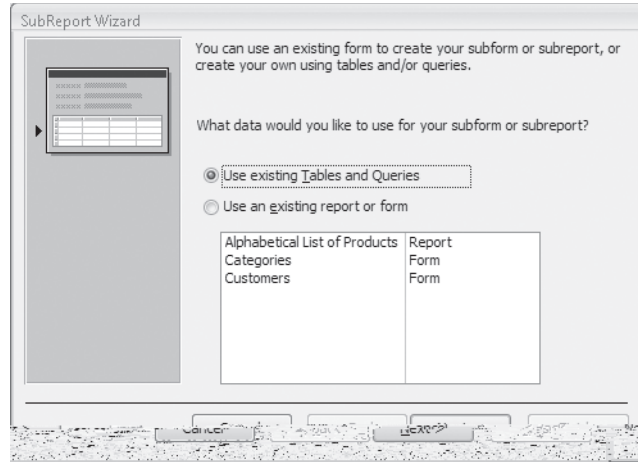 SubReport Wizard
You can use an existing form to create your subform or subreport, or
create your own using tables and/or queries.
What data would you like to use for your subform or subreport?
Use existing Tables and Queries
Use an existing report or form
Alphabetical List of Products Report
Categories Form
Customers Form
Cancel